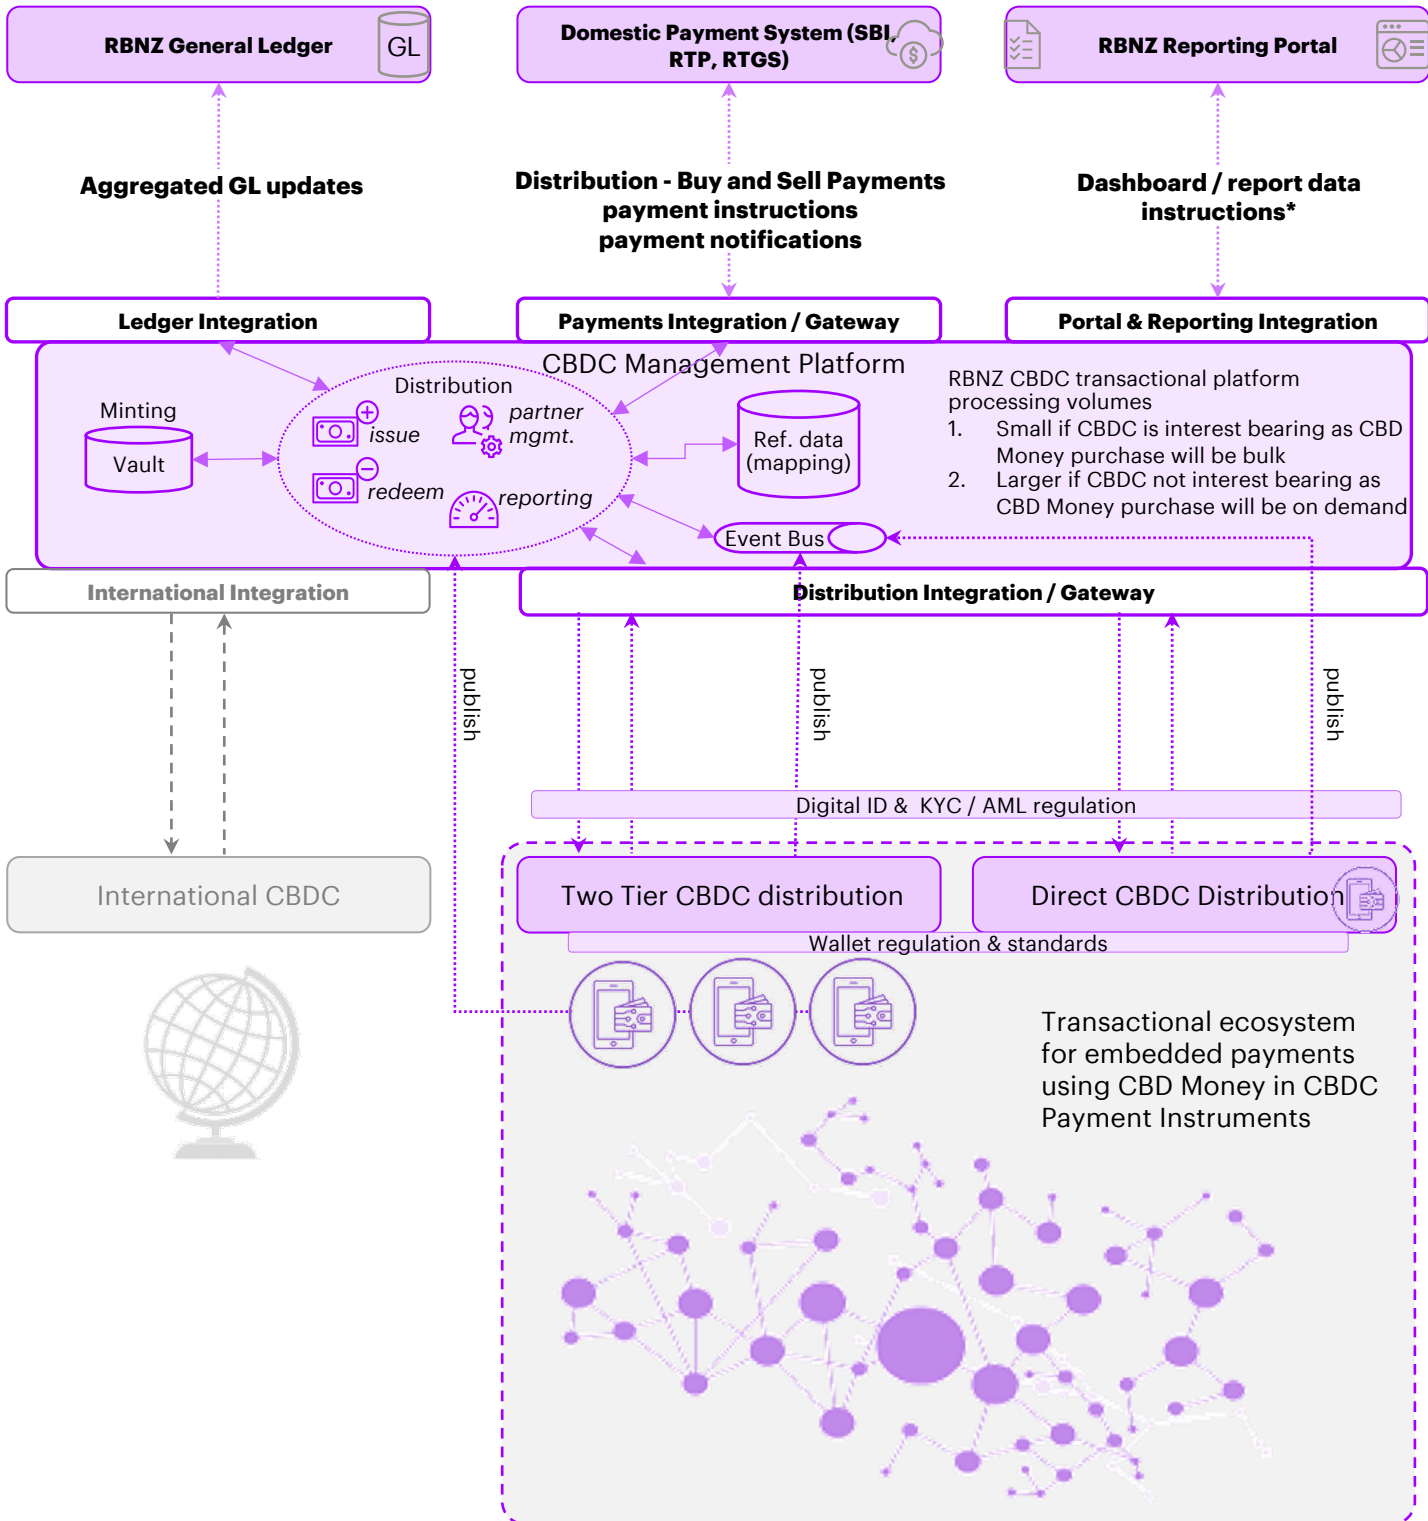 RBNZ General Ledger
GL
Domestic Payment System (SBI,
RTP, RTGS)
RBNZ Reporting Portal
Aggregated GL updates
Distribution - Buy and Sell Payments
payment instructions
payment notifications
Dashboard / report data
instructions*
Ledger Integration
Payments Integration / Gateway
Portal & Reporting Integration
CBDC Management Platform
Minting
Vault
Distribution
issue
partner
mgmt.
redeem
reporting
Ref. data
(mapping)
Event Bus
RBNZ CBDC transactional platform
processing volumes
1. Small if CBDC is interest bearing as CBD
Money purchase will be bulk
2. Larger if CBDC not interest bearing as
CBD Money purchase will be on demand
International Integration
Distribution Integration / Gateway
publish
publish
publish
Digital ID & KYC / AML regulation
International CBDC
Two Tier CBDC distribution
Direct CBDC Distribution
Wallet regulation & standards
Transactional ecosystem
for embedded payments
using CBD Money in CBDC
Payment Instruments